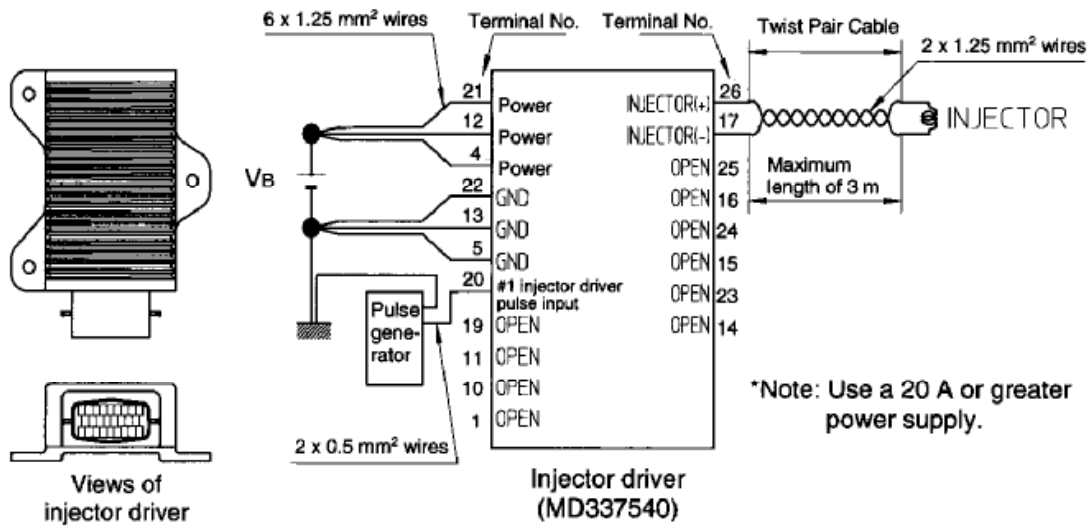 6 x 1.25 mm² wires
Terminal No.
Terminal No.
Twist Pair Cable
2 x 1.25 mm² wires
21 Power
12 Power
4 Power
22 GND
13 GND
5 GND
20 #1 injector driver
pulse input
19 OPEN
11 OPEN
10 OPEN
1 OPEN
INJECTOR(+) 26
INJECTOR(-) 17
OPEN 25
OPEN 16
OPEN 24
OPEN 15
OPEN 23
OPEN 14
INJECTOR
Maximum
length of 3 m
VB
Pulse
gene-
rator
2 x 0.5 mm² wires
*Note: Use a 20 A or greater
power supply.
Views of
injector driver
Injector driver
(MD337540)